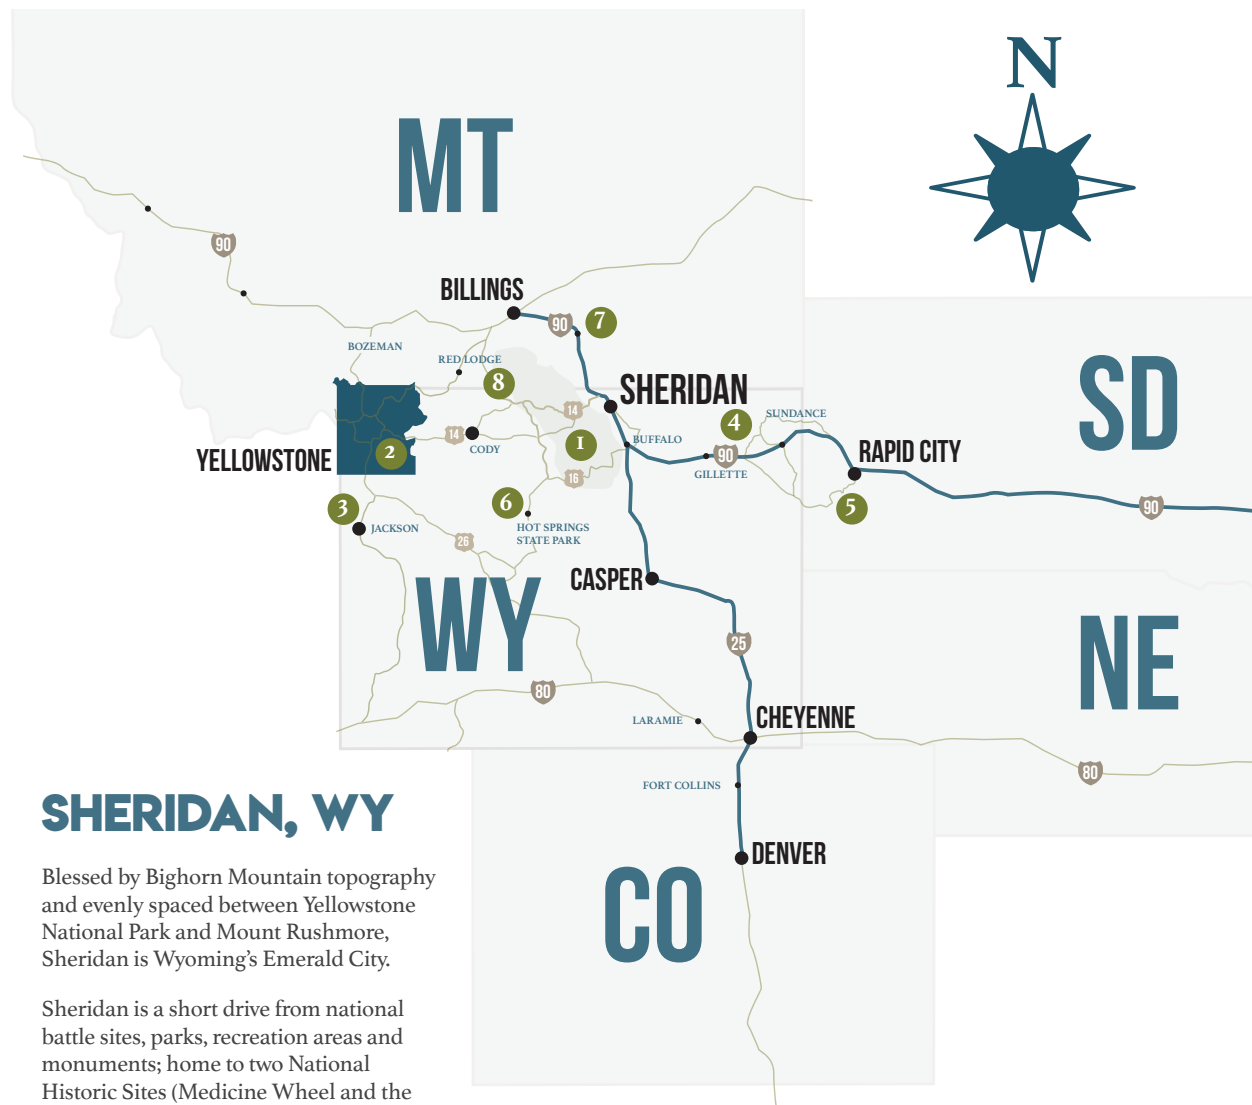 N
MT
90
BILLINGS
90
7
BOZEMAN
RED LODGE
8
SHERIDAN
SD
14
4
SUNDANCE
14
1
BUFFALO
2
CODY
90
RAPID CITY
YELLOWSTONE
GILLETTE
16
6
3
5
90
JACKSON
HOT SPRINGS
STATE PARK
26
CASPER
WY
NE
25
80
LARAMIE
CHEYENNE
80
FORT COLLINS
DENVER
CO
SHERIDAN, WY
Blessed by Bighorn Mountain topography
and evenly spaced between Yellowstone
National Park and Mount Rushmore,
Sheridan is Wyoming’s Emerald City.
Sheridan is a short drive from national
battle sites, parks, recreation areas and
monuments; home to two National
Historic Sites (Medicine Wheel and the